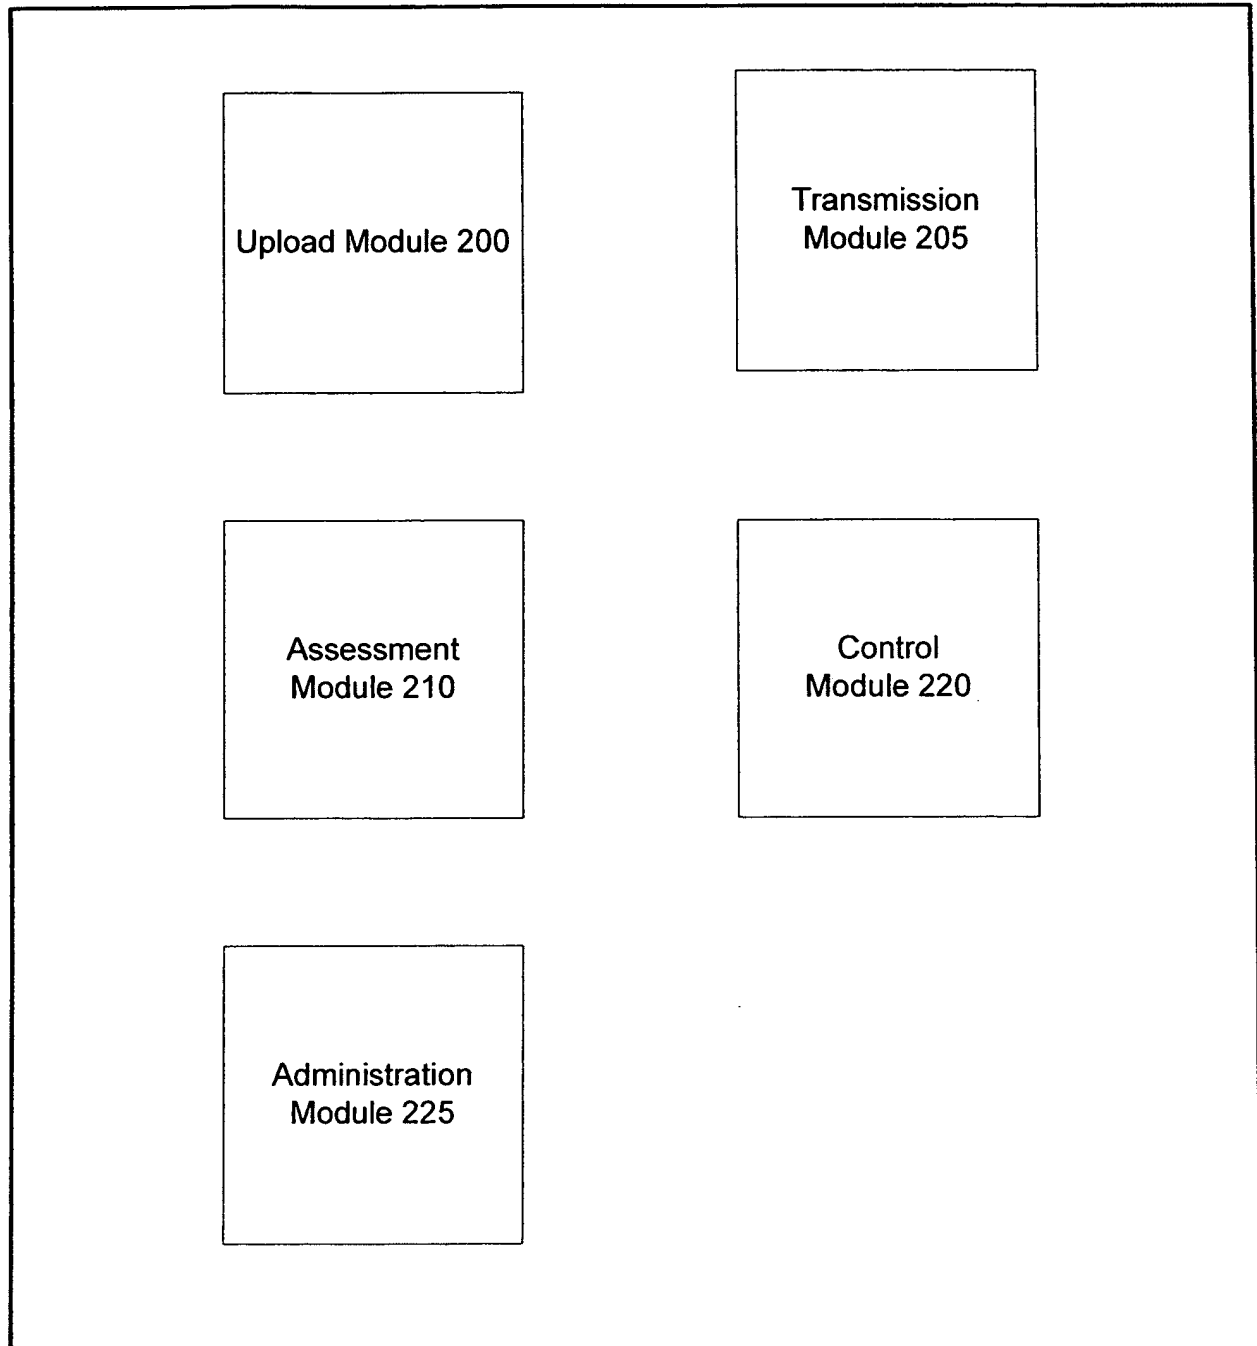 Upload Module 200
Transmission
Module 205
Assessment
Module 210
Control
Module 220
Administration
Module 225